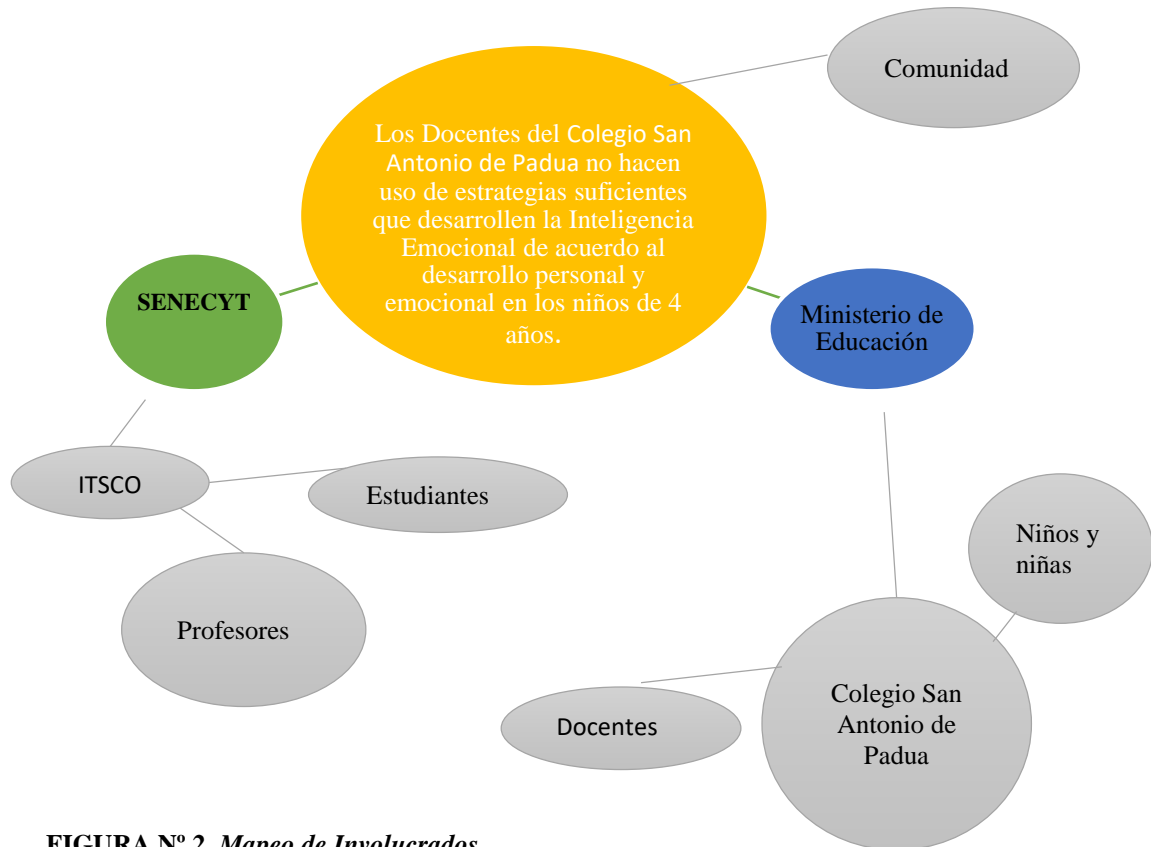 Comunidad
Los Docentes del Colegio San
Antonio de Padua no hacen
uso de estrategias suficientes
que desarrollen la Inteligencia
Emocional de acuerdo al
desarrollo personal y
emocional en los niños de 4
años.
SENECYT
Ministerio de
Educación
ITSCO
Estudiantes
Niños y
niñas
Profesores
Colegio San
Antonio de
Padua
Docentes
FIGURA Nº 2. Mapeo de Involucrados